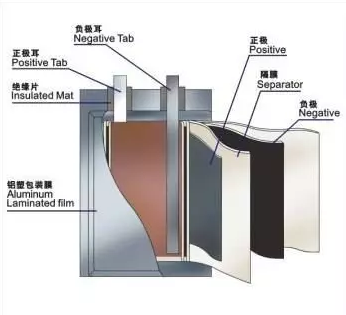 负极耳
Negative Tab
正极耳
Positive Tab
绝缘片
Insulated Mat
正极
Positive
隔膜
Separator
负极
Negative
铝塑包装膜
Aluminum
Laminated film